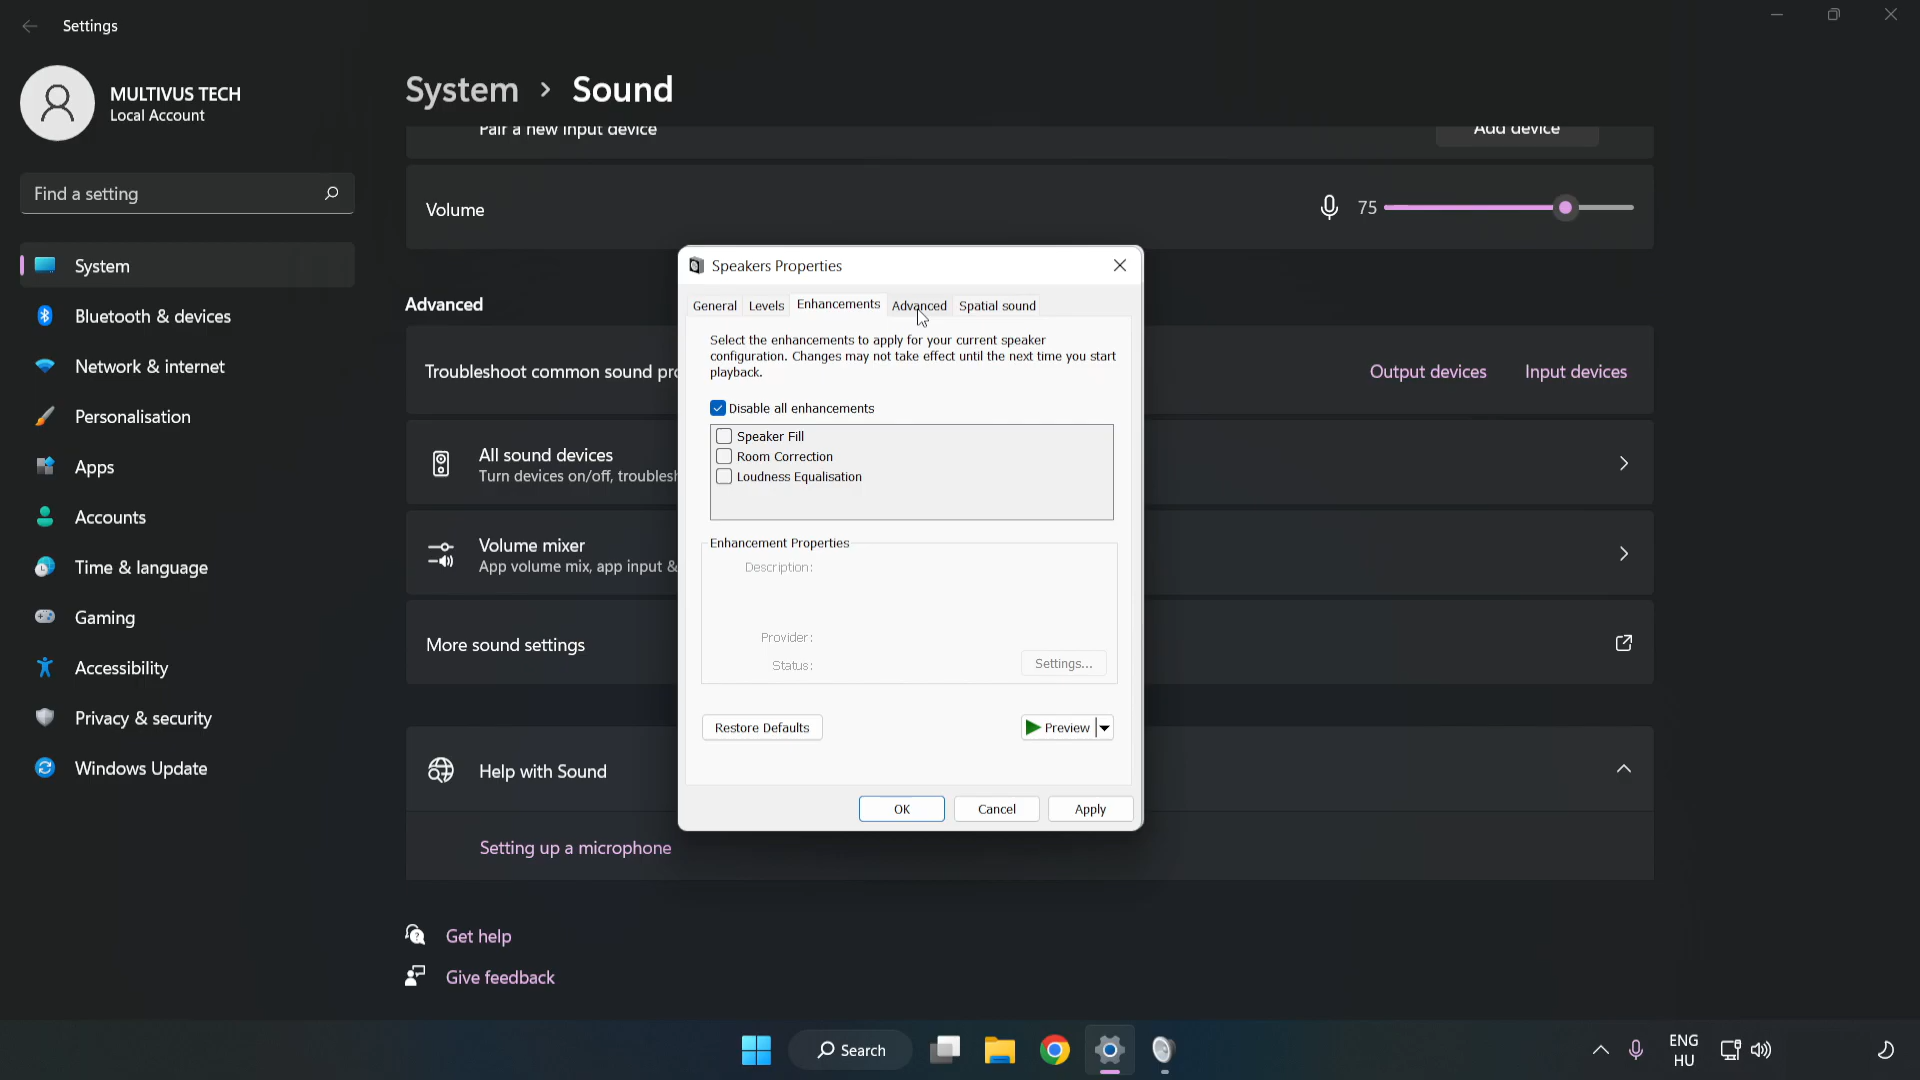 Settings
MULTIVUS TECH
Local Account
Find a setting
System
Bluetooth & devices
Network & internet
Personalisation
Apps
Accounts
Time & language
Gaming
Accessibility
Privacy & security
Windows Update
System › Sound
Pair a new input device
Add device
Volume
75
Advanced
Troubleshoot common sound pro
Output devices
Input devices
All sound devices
Turn devices on/off, troublesh
Volume mixer
App volume mix, app input &
More sound settings
Help with Sound
Setting up a microphone
Get help
Give feedback
Speakers Properties
General
Levels
Enhancements
Advanced
Spatial sound
Select the enhancements to apply for your current speaker
configuration. Changes may not take effect until the next time you start
playback.
Disable all enhancements
Speaker Fill
Room Correction
Loudness Equalisation
Enhancement Properties
Description:
Provider:
Status:
Settings...
Restore Defaults
Preview
OK
Cancel
Apply
Search
ENG
HU